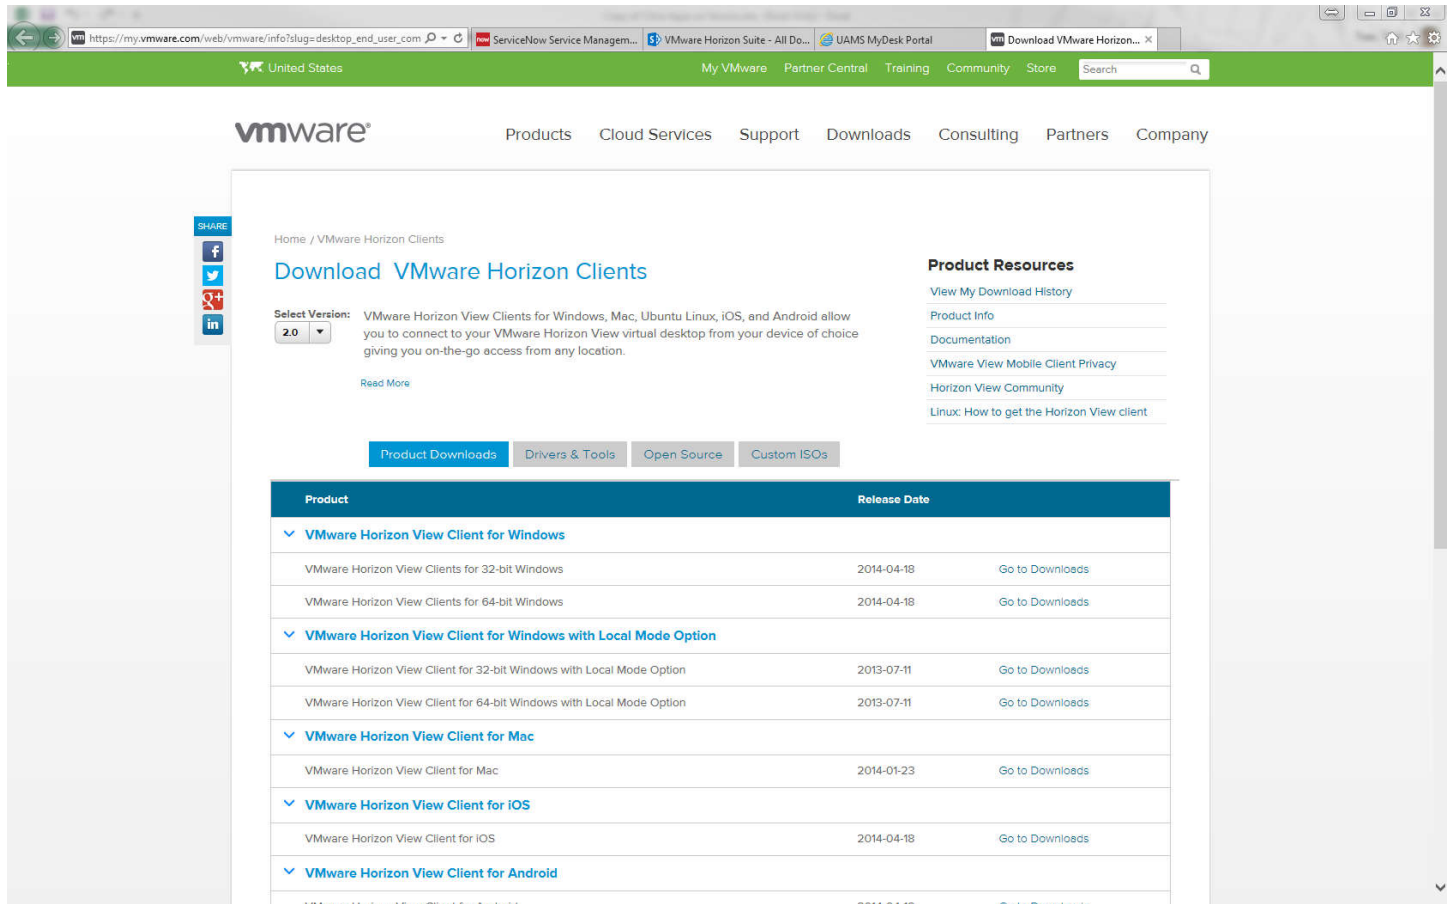 https://my.vmware.com/web/vmware/info?slug=desktop_end_user_com
ServiceNow Service Managem...
VMware Horizon Suite - All Do...
UAMS MyDesk Portal
Download VMware Horizon...
United States
My VMware Partner Central Training Community Store Search
vmware®
Products Cloud Services Support Downloads Consulting Partners Company
SHARE
Home / VMware Horizon Clients
Download VMware Horizon Clients
Select Version:
2.0
VMware Horizon View Clients for Windows, Mac, Ubuntu Linux, iOS, and Android allow
you to connect to your VMware Horizon View virtual desktop from your device of choice
giving you on-the-go access from any location.
Read More
Product Resources
View My Download History
Product Info
Documentation
VMware View Mobile Client Privacy
Horizon View Community
Linux: How to get the Horizon View client
Product Downloads Drivers & Tools Open Source Custom ISOs
Product Release Date
VMware Horizon View Client for Windows
VMware Horizon View Clients for 32-bit Windows 2014-04-18 Go to Downloads
VMware Horizon View Clients for 64-bit Windows 2014-04-18 Go to Downloads
VMware Horizon View Client for Windows with Local Mode Option
VMware Horizon View Client for 32-bit Windows with Local Mode Option 2013-07-11 Go to Downloads
VMware Horizon View Client for 64-bit Windows with Local Mode Option 2013-07-11 Go to Downloads
VMware Horizon View Client for Mac
VMware Horizon View Client for Mac 2014-01-23 Go to Downloads
VMware Horizon View Client for iOS
VMware Horizon View Client for iOS 2014-04-18 Go to Downloads
VMware Horizon View Client for Android